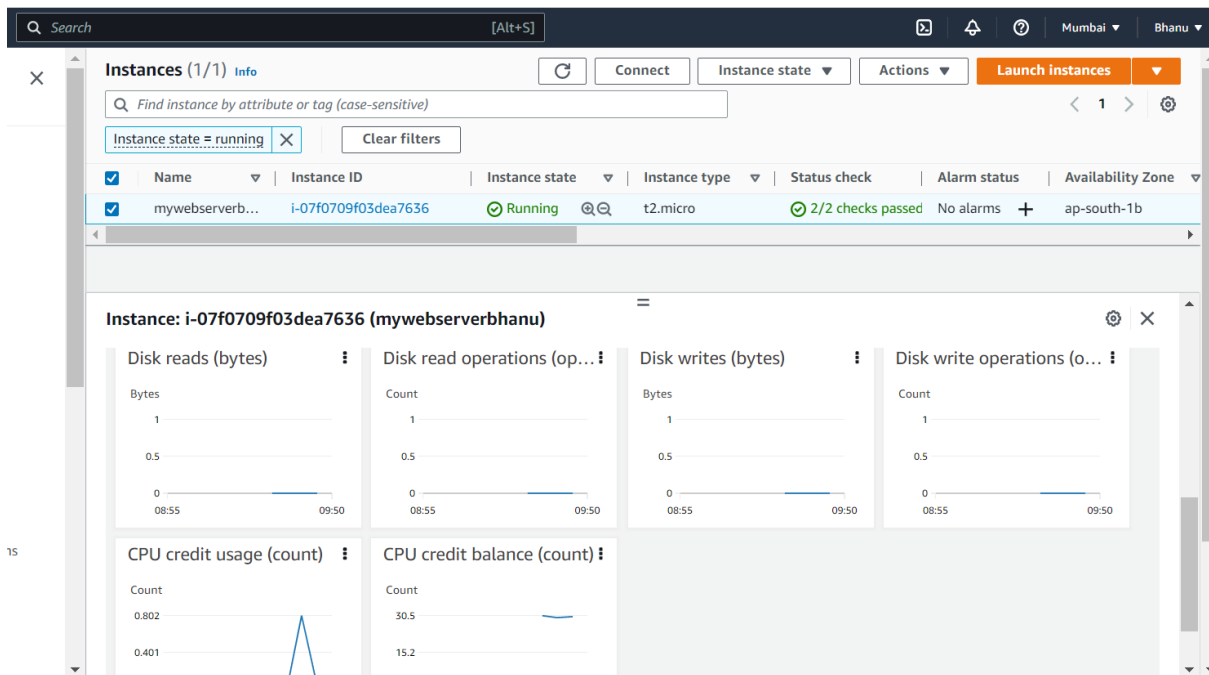 Search [Alt+S] Mumbai Bhanu
Instances (1/1) Info Connect Instance state Actions Launch instances
Find instance by attribute or tag (case-sensitive) 1
Instance state = running Clear filters
Name Instance ID Instance state Instance type Status check Alarm status Availability Zone
mywebserverb... i-07f0709f03dea7636 Running t2.micro 2/2 checks passed No alarms ap-south-1b
Instance: i-07f0709f03dea7636 (mywebserverbhanu)
Disk reads (bytes) Disk read operations (op... Disk writes (bytes) Disk write operations (o...
Bytes Count Bytes Count
1 1 1 1
0.5 0.5 0.5 0.5
0 0 0 0
08:55 09:50 08:55 09:50 08:55 09:50 08:55 09:50
ns
CPU credit usage (count) CPU credit balance (count)
Count Count
0.802 30.5
0.401 15.2